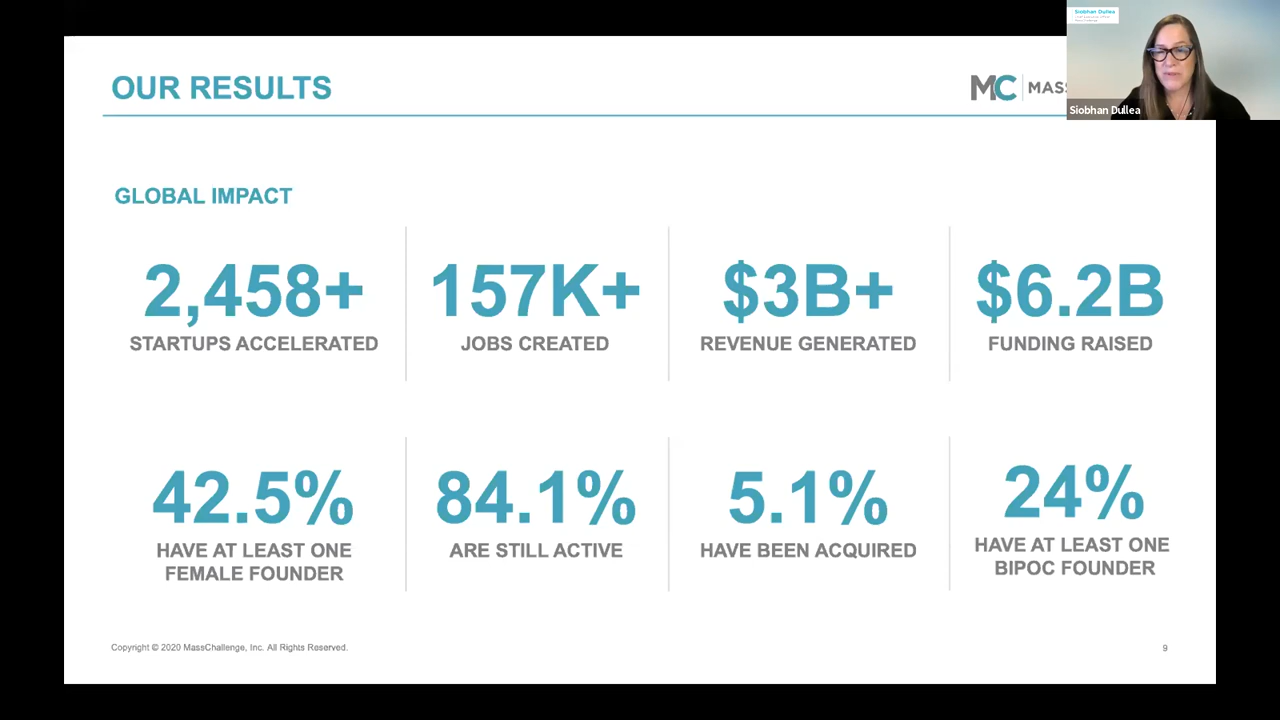 Siobhan Dullea
Siobhan Dullea
OUR RESULTS
MC MASS
GLOBAL IMPACT
2,458+
STARTUPS ACCELERATED
157K+
JOBS CREATED
$3B+
REVENUE GENERATED
$6.2B
FUNDING RAISED
42.5%
HAVE AT LEAST ONE
FEMALE FOUNDER
84.1%
ARE STILL ACTIVE
5.1%
HAVE BEEN ACQUIRED
24%
HAVE AT LEAST ONE
BIPOC FOUNDER
Copyright © 2020 MassChallenge, Inc. All Rights Reserved.
9